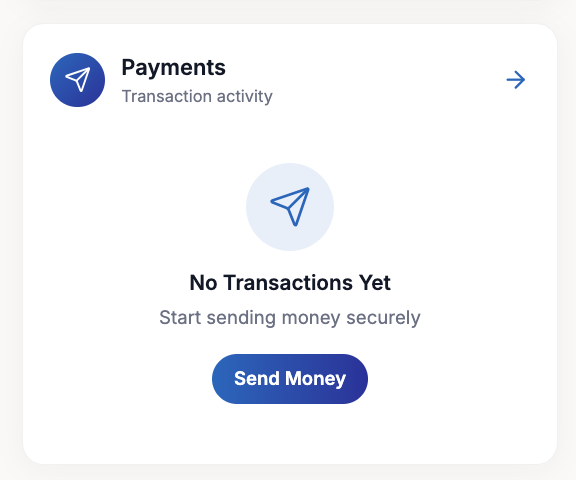 Payments
Transaction activity
No Transactions Yet
Start sending money securely
Send Money